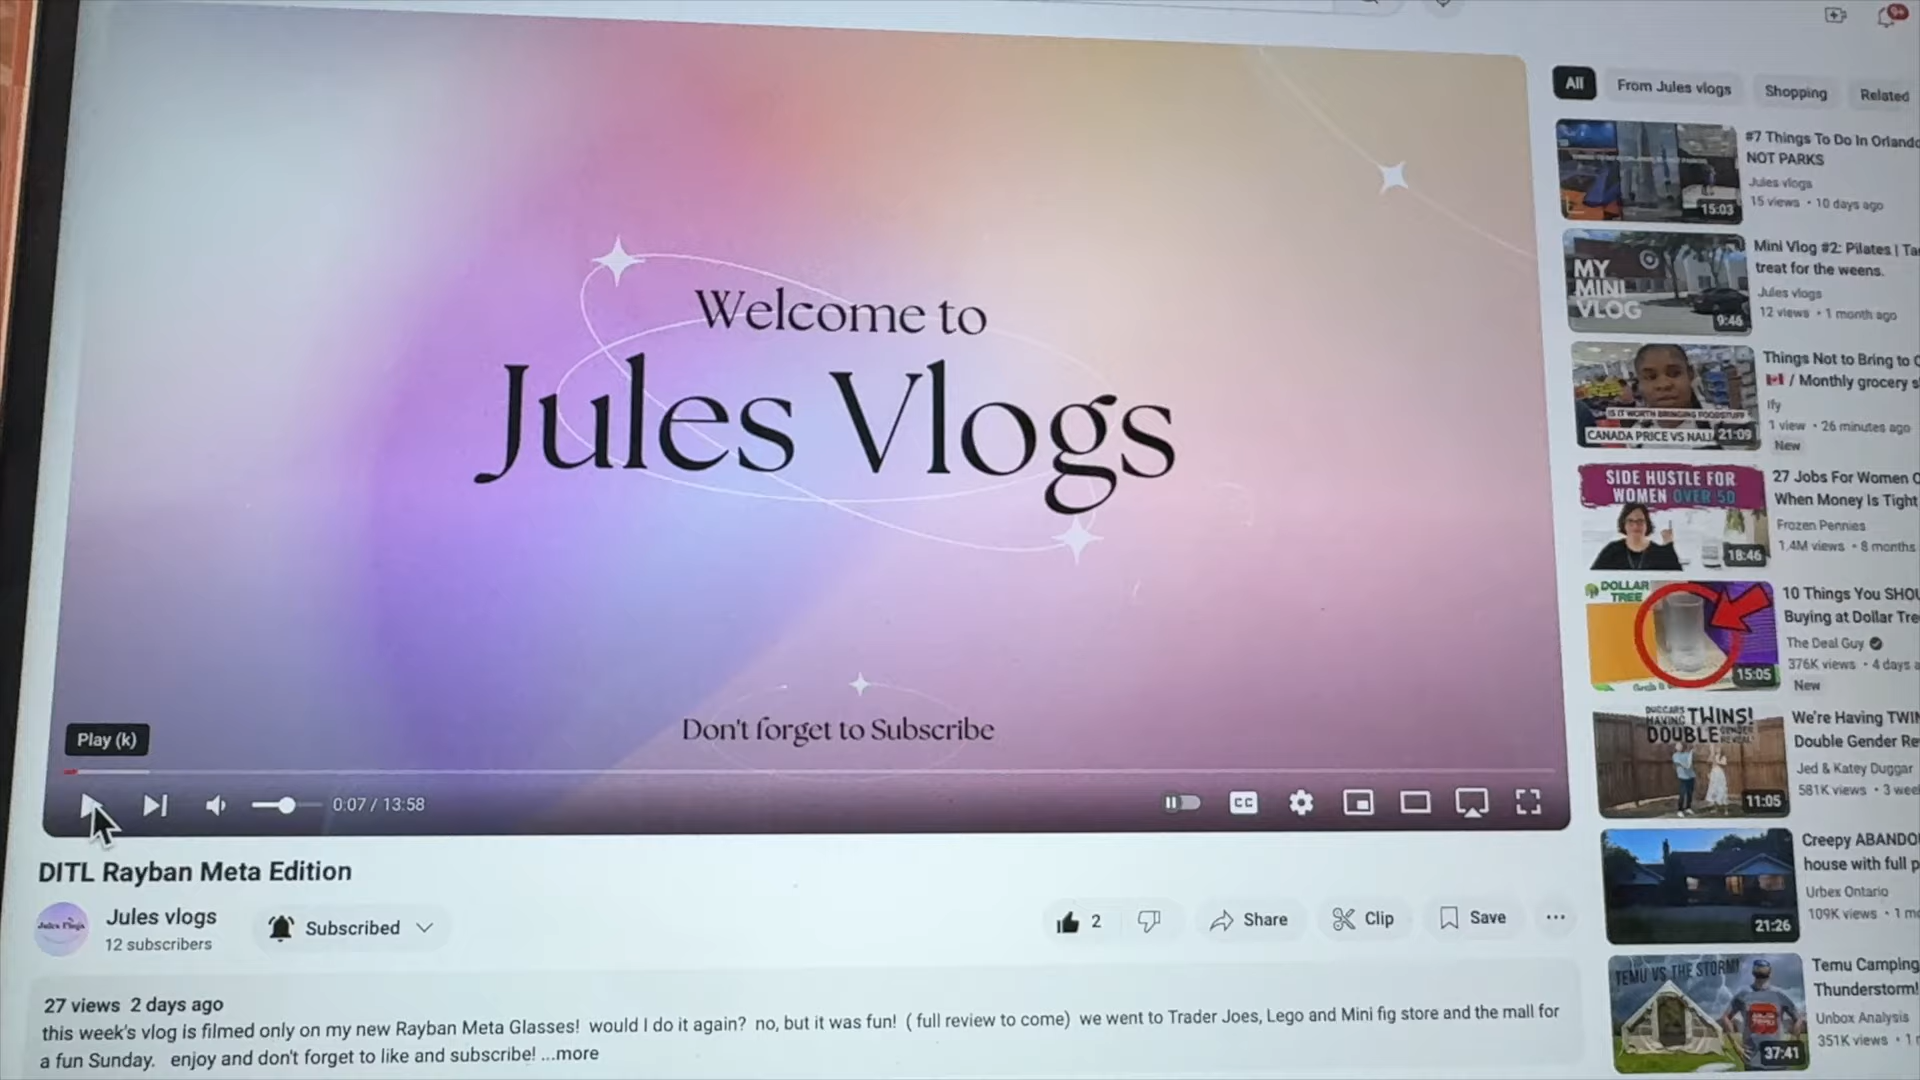 Welcome to
Jules Vlogs
Don't forget to Subscribe
Play (k)
0:07 / 13:58
CC
DITL Rayban Meta Edition
Jules vlogs
12 subscribers
Subscribed
2
Share
Clip
Save
27 views 2 days ago
this week's vlog is filmed only on my new Rayban Meta Glasses! would I do it again? no, but it was fun! ( full review to come) we went to Trader Joes, Lego and Mini fig store and the mall for
a fun Sunday. enjoy and don't forget to like and subscribe! ...more
9+
All
From Jules vlogs
Shopping
Related
15:03
#7 Things To Do In Orlando
NOT PARKS
Jules vlogs
15 views • 10 days ago
MY
MINI
VLOG
9:46
Mini Vlog #2: Pilates | Ta
treat for the weens.
Jules vlogs
12 views • 1 month ago
IS IT WORTH BRINGING FOODSTUFF
CANADA PRICE VS NAIJ
21:09
Things Not to Bring to C
/ Monthly grocery s
Ify
1 view • 26 minutes ago
New
SIDE HUSTLE FOR
WOMEN OVER 50
18:46
27 Jobs For Women O
When Money Is Tight
Frozen Pennies
1.4M views • 8 months
DOLLAR
TREE
15:05
10 Things You SHOU
Buying at Dollar Tre
The Deal Guy
376K views • 4 days a
New
HAVING TWINS!
DOUBLE
11:05
We're Having TWIN
Double Gender Re
Jed & Katey Duggar
581K views • 3 wee
21:26
Creepy ABANDO
house with full p
Urbex Ontario
109K views • 1 mo
TEMU VS THE STORM!
37:41
Temu Camping
Thunderstorm!
Unbox Analysis
351K views • 1